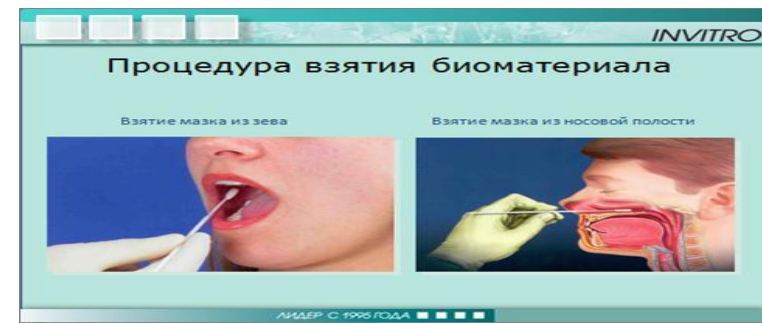 INVITRO
Процедура взятия биоматериала
Взятие мазка из зева
Взятие мазка из носовой полости
ЛИДЕР С 1995 ГОДА